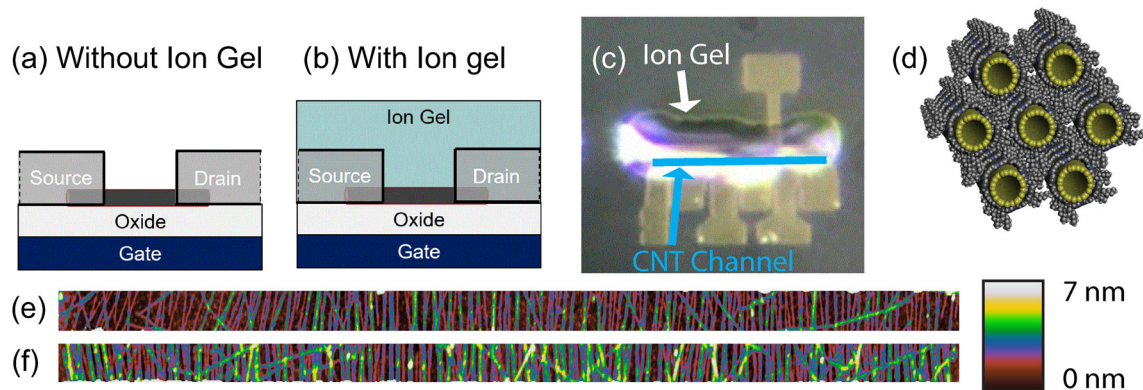 (a) Without Ion Gel
(b) With Ion gel
(c)
Ion Gel
(d)
Ion Gel
Source
Drain
Source
Drain
Oxide
Oxide
Gate
Gate
CNT Channel
(e)
7 nm
(f)
0 nm